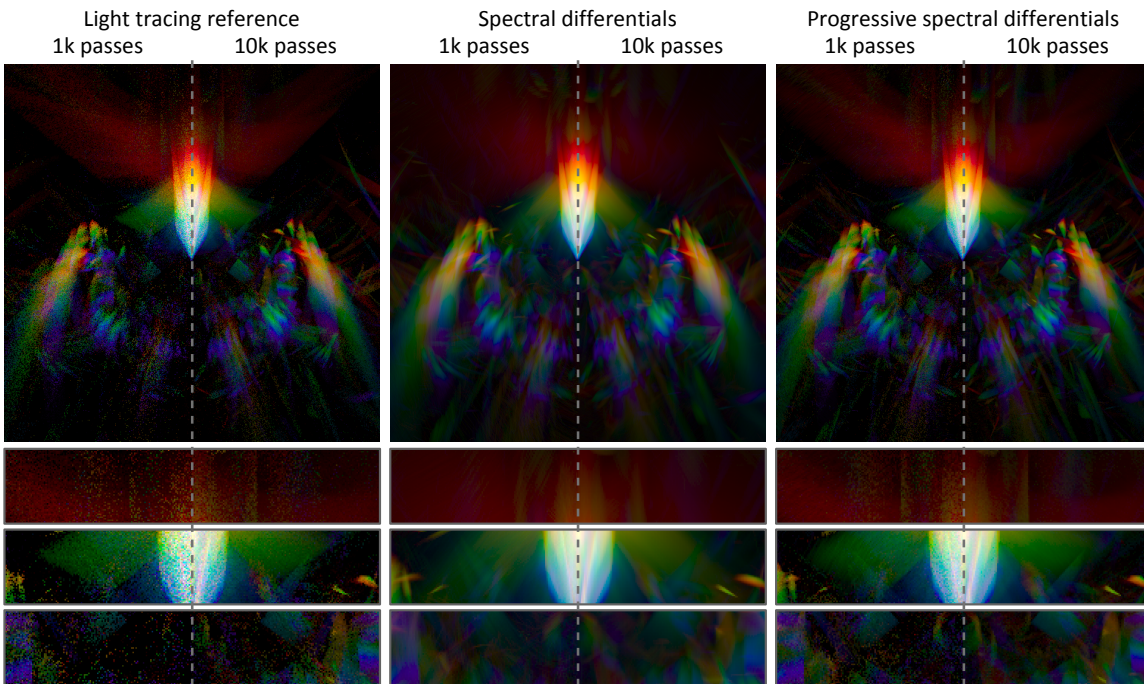 Light tracing reference
1k passes
10k passes
Spectral differentials
1k passes
10k passes
Progressive spectral differentials
1k passes
10k passes